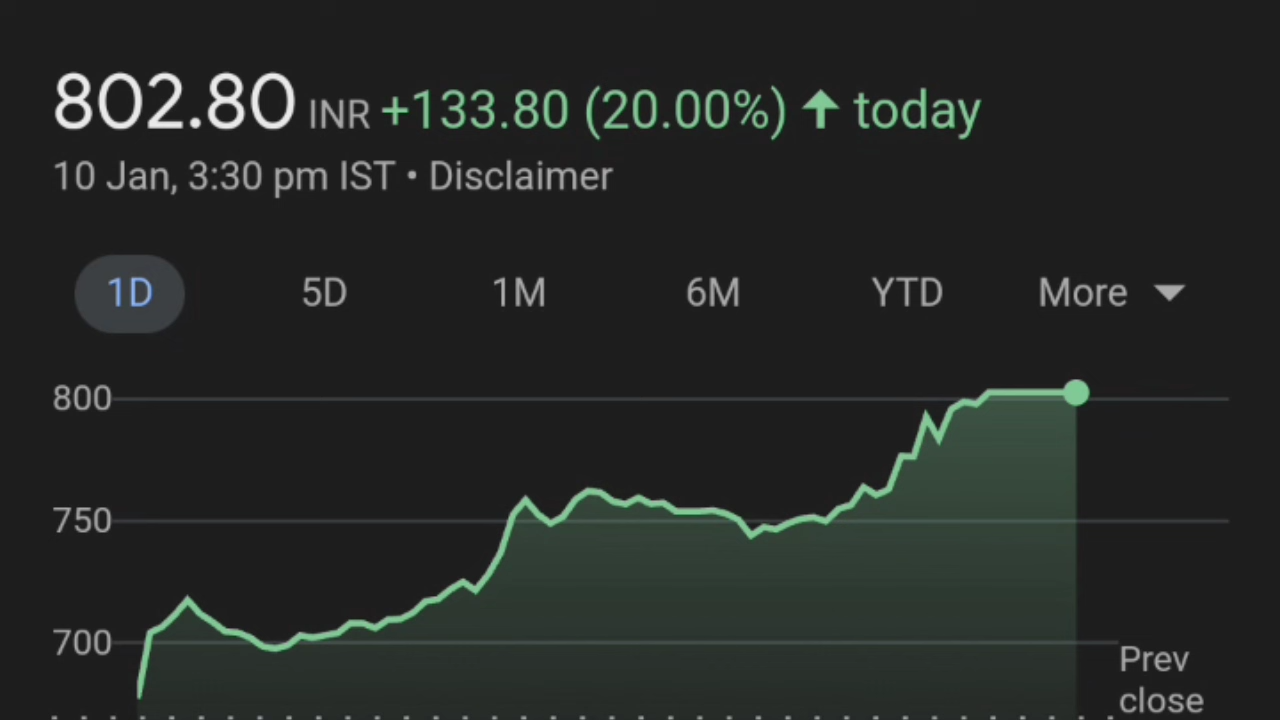 802.80 INR +133.80 (20.00%) ↑ today
10 Jan, 3:30 pm IST • Disclaimer
1D 5D 1M 6M YTD More
800
750
700
Prev
close